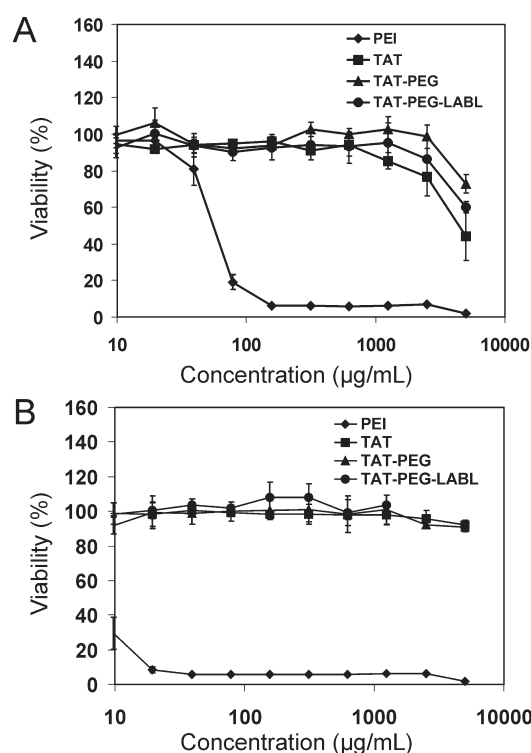 A
160
140
120
100
80
60
40
20
0
Viability (%)
PEI
TAT
TAT-PEG
TAT-PEG-LABL
10 100 1000 10000
Concentration (µg/mL)
B
160
140
120
100
80
60
40
20
0
Viability (%)
PEI
TAT
TAT-PEG
TAT-PEG-LABL
10 100 1000 10000
Concentration (µg/mL)